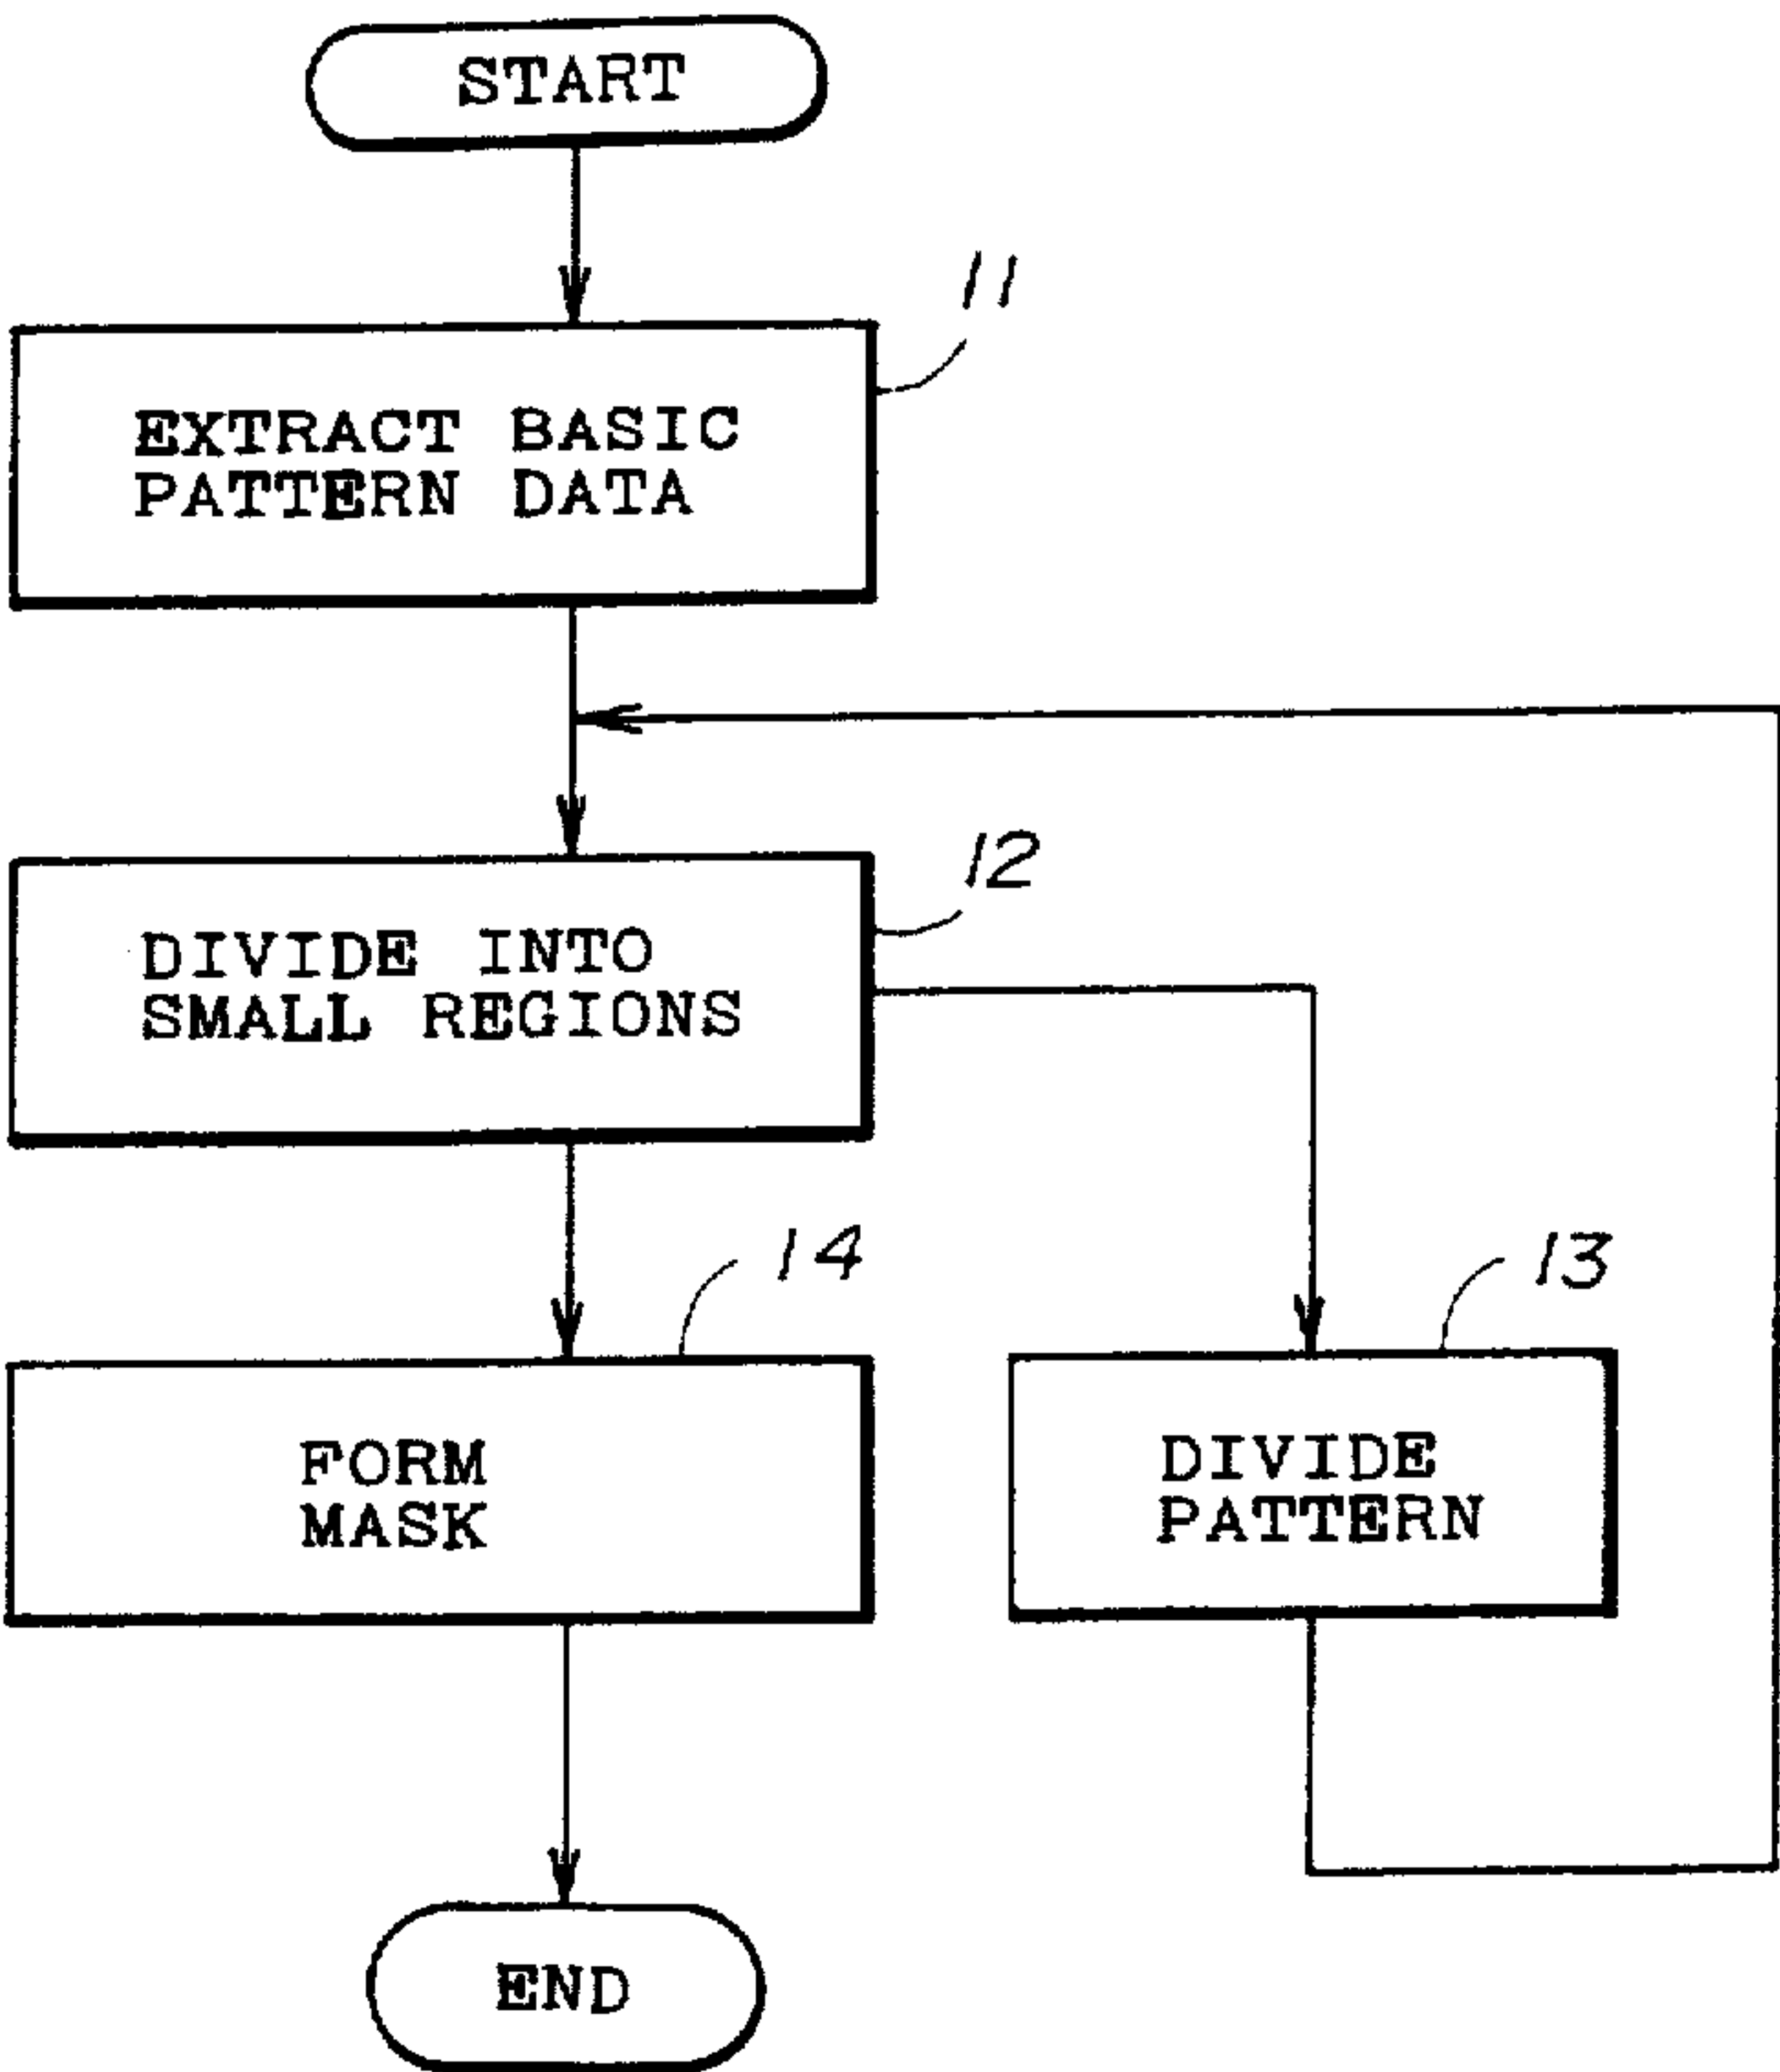 START
11
EXTRACT BASIC
PATTERN DATA
12
DIVIDE INTO
SMALL REGIONS
14
FORM
MASK
13
DIVIDE
PATTERN
END